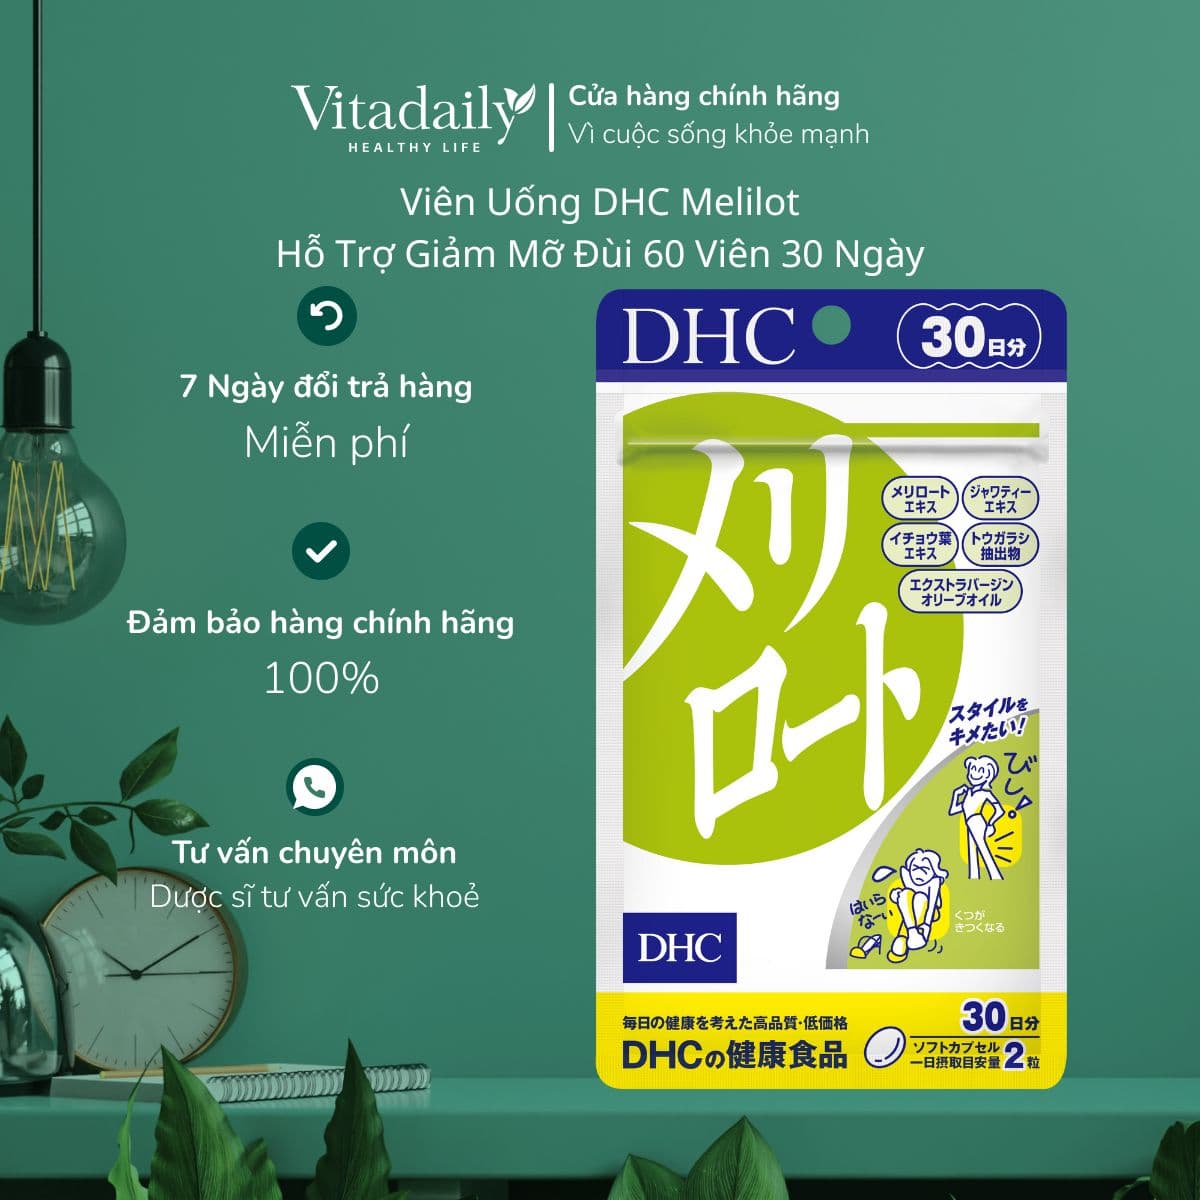 Vitadaily
HEALTHY LIFE
Cửa hàng chính hãng
Vì cuộc sống khỏe mạnh
Viên Uống DHC Melilot
Hỗ Trợ Giảm Mỡ Đùi 60 Viên 30 Ngày
7 Ngày đổi trả hàng
Miễn phí
Đảm bảo hàng chính hãng
100%
Tư vấn chuyên môn
Dược sĩ tư vấn sức khoẻ
DHC
30日分
メリロート
メリロート
エキス
ジャワティー
エキス
イチョウ葉
エキス
トウガラシ
抽出物
エクストラバージン
オリーブオイル
スタイルを
キメたい!
びしっ
はいら
なーい
くつが
きつくなる
DHC
毎日の健康を考えた高品質・低価格
DHCの健康食品
30日分
ソフトカプセル
一日摂取目安量2粒